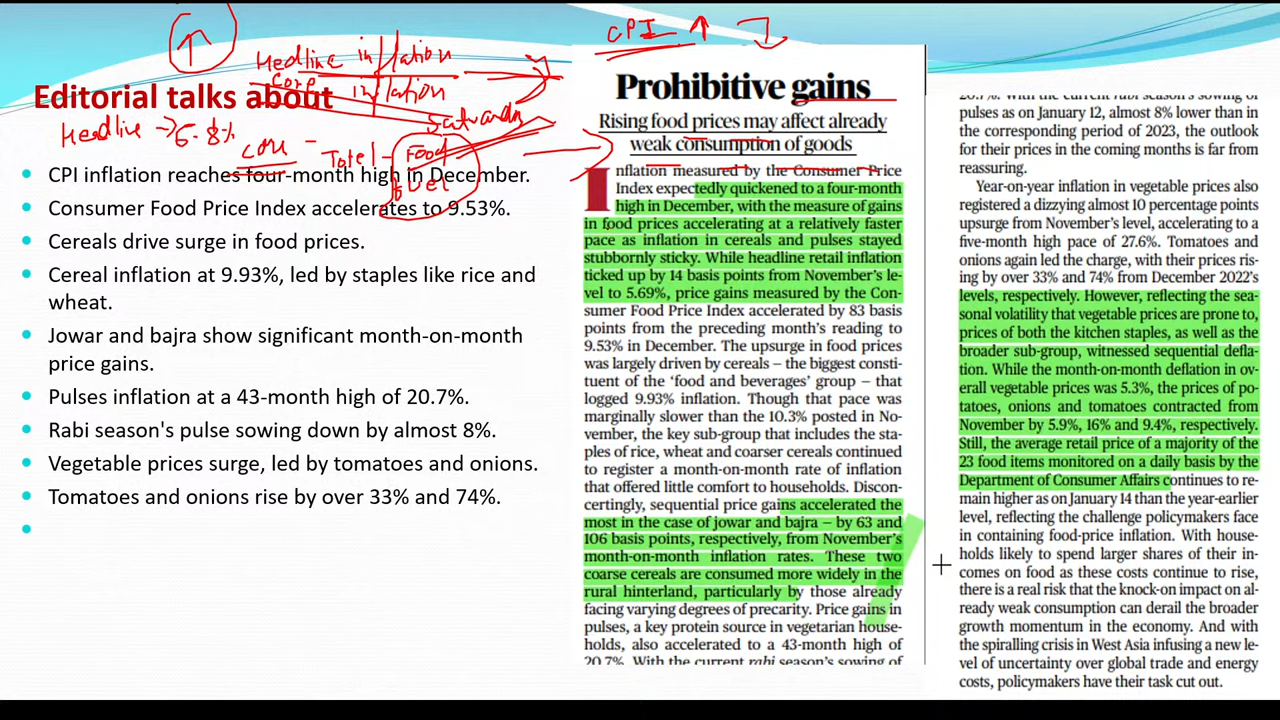 CPI
Headline inflation
Core inflation
Headline → 5.8%
Core - Total - Food
Fuel
Editorial talks about
• CPI inflation reaches four-month high in December.
• Consumer Food Price Index accelerates to 9.53%.
• Cereals drive surge in food prices.
• Cereal inflation at 9.93%, led by staples like rice and
wheat.
• Jowar and bajra show significant month-on-month
price gains.
• Pulses inflation at a 43-month high of 20.7%.
• Rabi season's pulse sowing down by almost 8%.
• Vegetable prices surge, led by tomatoes and onions.
• Tomatoes and onions rise by over 33% and 74%.
Prohibitive gains
Rising food prices may affect already
weak consumption of goods
Inflation measured by the Consumer Price
Index expectedly quickened to a four-month
high in December, with the measure of gains
in food prices accelerating at a relatively faster
pace as inflation in cereals and pulses stayed
stubbornly sticky. While headline retail inflation
ticked up by 14 basis points from November's le-
vel to 5.69%, price gains measured by the Con-
sumer Food Price Index accelerated by 83 basis
points from the preceding month's reading to
9.53% in December. The upsurge in food prices
was largely driven by cereals – the biggest consti-
tuent of the 'food and beverages' group – that
logged 9.93% inflation. Though that pace was
marginally slower than the 10.3% posted in No-
vember, the key sub-group that includes the sta-
ples of rice, wheat and coarser cereals continued
to register a month-on-month rate of inflation
that offered little comfort to households. Discon-
certingly, sequential price gains accelerated the
most in the case of jowar and bajra – by 63 and
106 basis points, respectively, from November's
month-on-month inflation rates. These two
coarse cereals are consumed more widely in the
rural hinterland, particularly by those already
facing varying degrees of precarity. Price gains in
pulses, a key protein source in vegetarian house-
holds, also accelerated to a 43-month high of
20.7%. With the current rabi season's sowing of
20.7%. With the current rabi season's sowing of
pulses as on January 12, almost 8% lower than in
the corresponding period of 2023, the outlook
for their prices in the coming months is far from
reassuring.
Year-on-year inflation in vegetable prices also
registered a dizzying almost 10 percentage points
upsurge from November's level, accelerating to a
five-month high pace of 27.6%. Tomatoes and
onions again led the charge, with their prices ris-
ing by over 33% and 74% from December 2022's
levels, respectively. However, reflecting the sea-
sonal volatility that vegetable prices are prone to,
prices of both the kitchen staples, as well as the
broader sub-group, witnessed sequential defla-
tion. While the month-on-month deflation in ov-
erall vegetable prices was 5.3%, the prices of po-
tatoes, onions and tomatoes contracted from
November by 5.9%, 16% and 9.4%, respectively.
Still, the average retail price of a majority of the
23 food items monitored on a daily basis by the
Department of Consumer Affairs continues to re-
main higher as on January 14 than the year-earlier
level, reflecting the challenge policymakers face
in containing food-price inflation. With house-
holds likely to spend larger shares of their in-
comes on food as these costs continue to rise,
there is a real risk that the knock-on impact on al-
ready weak consumption can derail the broader
growth momentum in the economy. And with
the spiralling crisis in West Asia infusing a new le-
vel of uncertainty over global trade and energy
costs, policymakers have their task cut out.